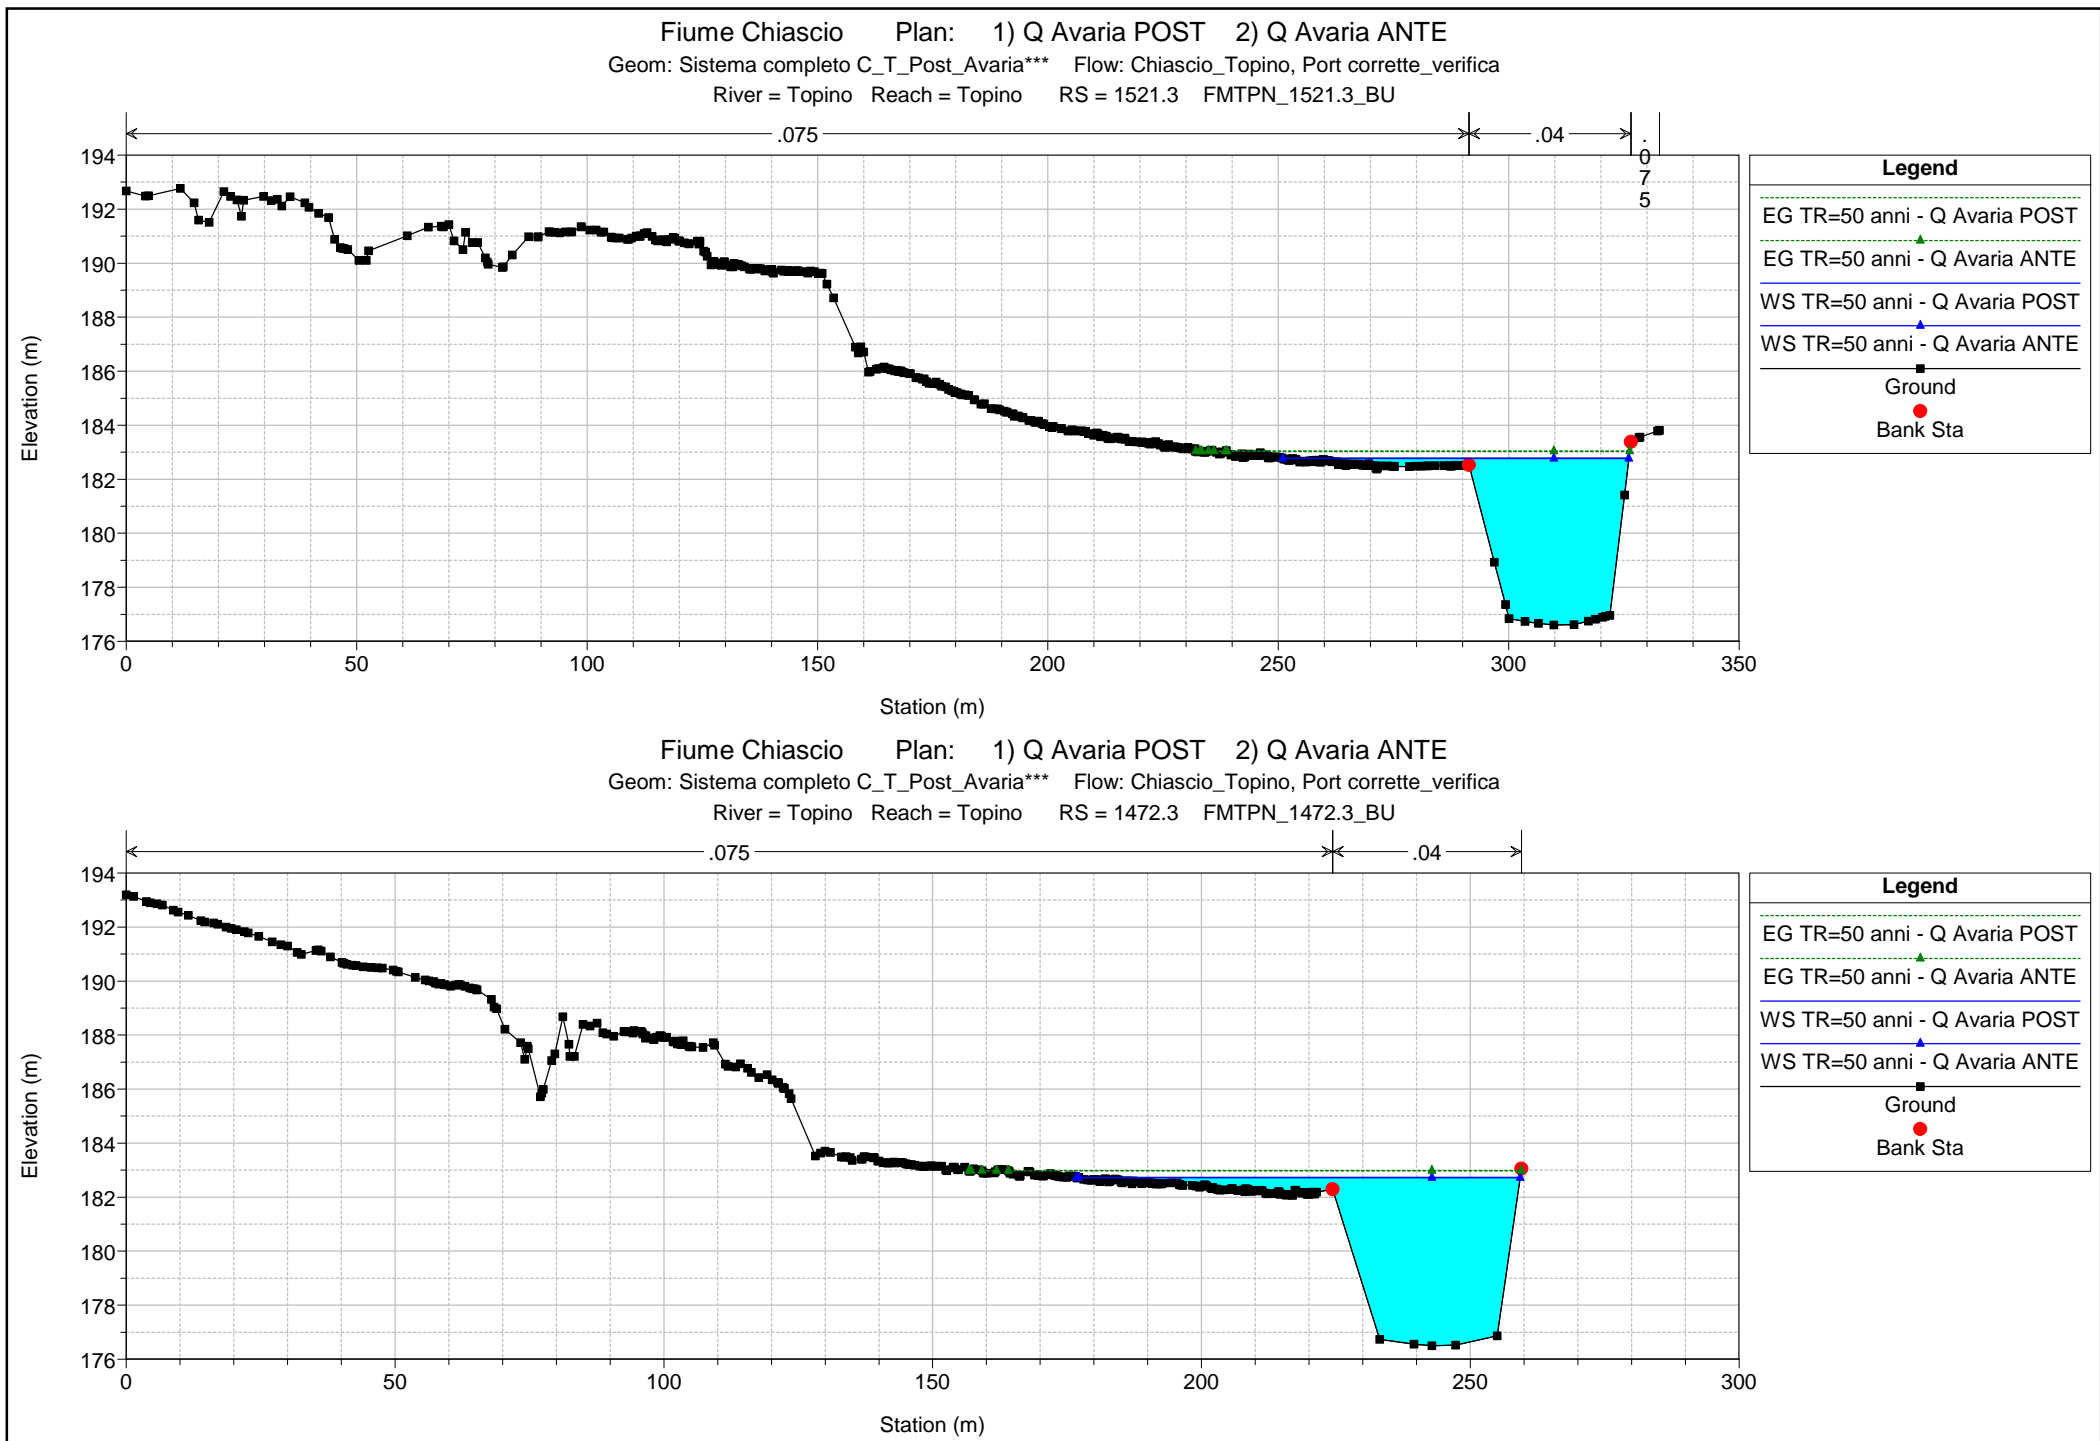 Fiume Chiascio Plan: 1) Q Avaria POST 2) Q Avaria ANTE
Geom: Sistema completo C_T_Post_Avaria*** Flow: Chiascio_Topino, Port corrette_verifica
River = Topino Reach = Topino RS = 1521.3 FMTPN_1521.3_BU
.075
.04
.075
194
192
190
188
186
184
182
180
178
176
Elevation (m)
0 50 100 150 200 250 300 350
Station (m)
Legend
EG TR=50 anni - Q Avaria POST
EG TR=50 anni - Q Avaria ANTE
WS TR=50 anni - Q Avaria POST
WS TR=50 anni - Q Avaria ANTE
Ground
Bank Sta
Fiume Chiascio Plan: 1) Q Avaria POST 2) Q Avaria ANTE
Geom: Sistema completo C_T_Post_Avaria*** Flow: Chiascio_Topino, Port corrette_verifica
River = Topino Reach = Topino RS = 1472.3 FMTPN_1472.3_BU
.075
.04
194
192
190
188
186
184
182
180
178
176
Elevation (m)
0 50 100 150 200 250 300
Station (m)
Legend
EG TR=50 anni - Q Avaria POST
EG TR=50 anni - Q Avaria ANTE
WS TR=50 anni - Q Avaria POST
WS TR=50 anni - Q Avaria ANTE
Ground
Bank Sta